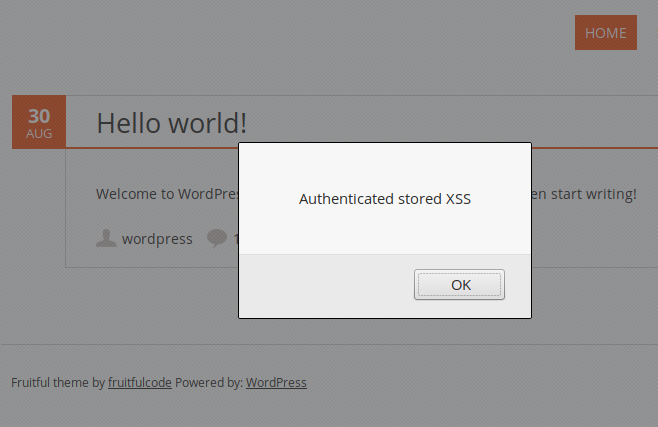 HOME
30
AUG
Hello world!
Authenticated stored XSS
Welcome to WordPres
en start writing!
wordpress
1
OK
Fruitful theme by fruitfulcode Powered by: WordPress